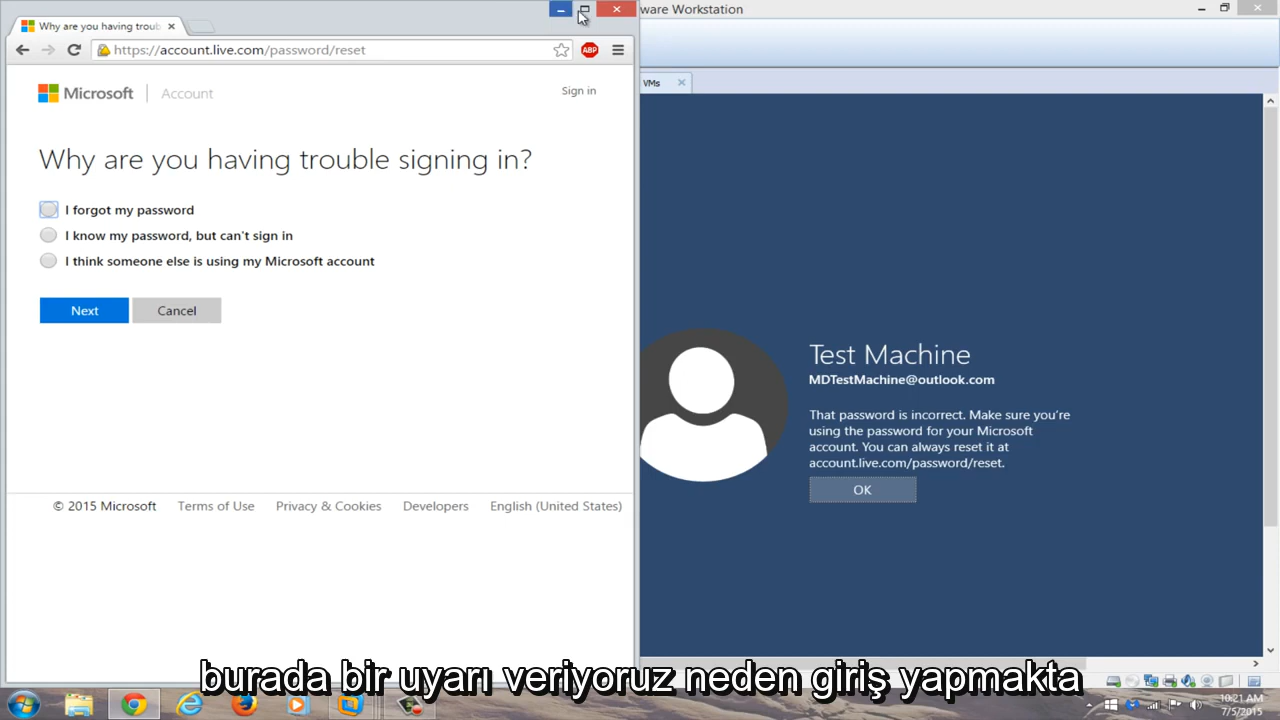 Why are you having troub
ware Workstation
https://account.live.com/password/reset
ABP
VMs
Microsoft
Account
Sign in
Why are you having trouble signing in?
I forgot my password
I know my password, but can't sign in
I think someone else is using my Microsoft account
Next
Cancel
Test Machine
MDTestMachine@outlook.com
That password is incorrect. Make sure you're
using the password for your Microsoft
account. You can always reset it at
account.live.com/password/reset.
OK
© 2015 Microsoft
Terms of Use
Privacy & Cookies
Developers
English (United States)
burada bir uyarı veriyoruz neden giriş yapmakta
10:21 AM
7/5/2015